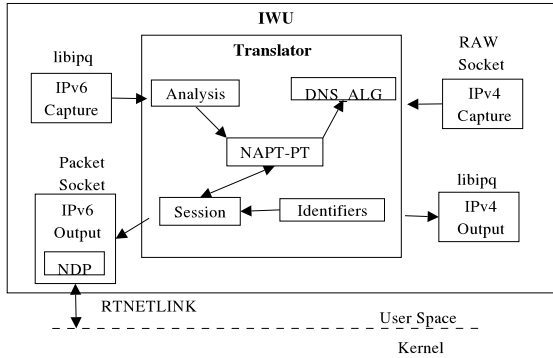 IWU
Translator
libipq
IPv6
Capture
Analysis
DNS_ALG
RAW
Socket
IPv4
Capture
NAPT-PT
Packet
Socket
IPv6
Output
NDP
Session
Identifiers
libipq
IPv4
Output
RTNETLINK
User Space
Kernel